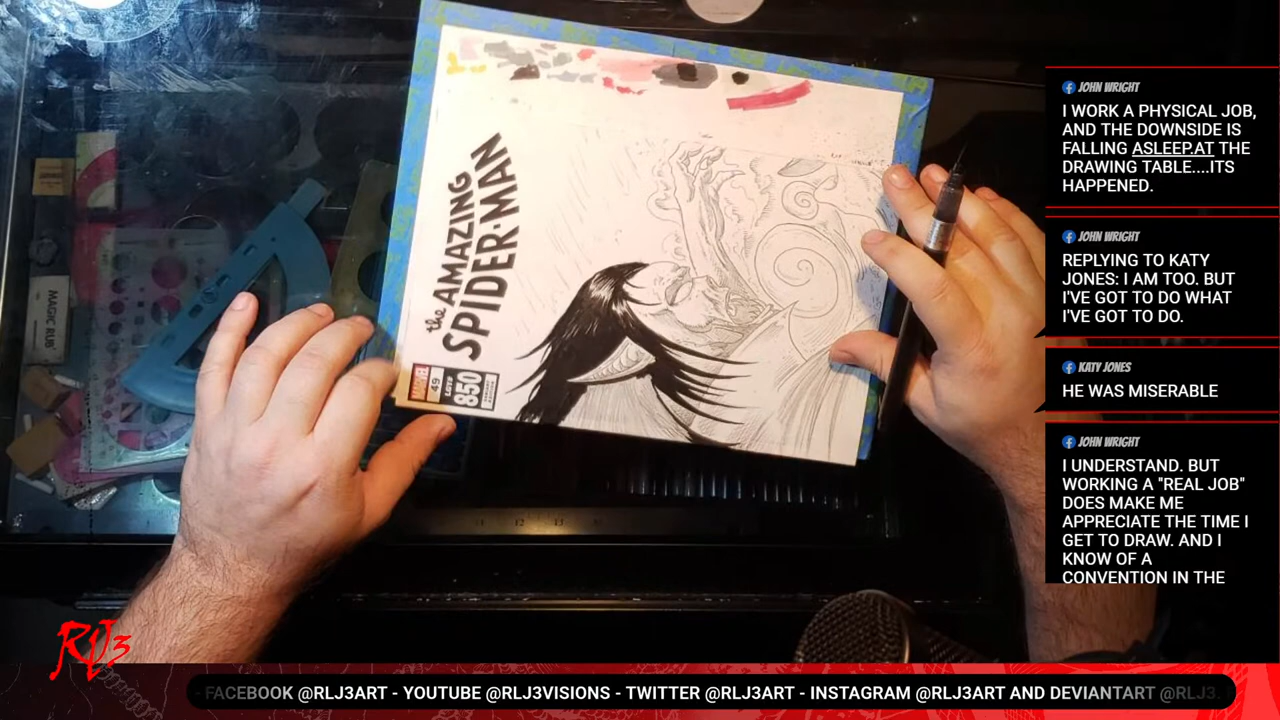 the AMAZING
SPIDER-MAN
MARVEL
49
LGTY
850
MAGIC RUB
JOHN WRIGHT
I WORK A PHYSICAL JOB,
AND THE DOWNSIDE IS
FALLING ASLEEP.AT THE
DRAWING TABLE....ITS
HAPPENED.
JOHN WRIGHT
REPLYING TO KATY
JONES: I AM TOO. BUT
I'VE GOT TO DO WHAT
I'VE GOT TO DO.
KATY JONES
HE WAS MISERABLE
JOHN WRIGHT
I UNDERSTAND. BUT
WORKING A "REAL JOB"
DOES MAKE ME
APPRECIATE THE TIME I
GET TO DRAW. AND I
KNOW OF A
CONVENTION IN THE
RLJ3
- FACEBOOK @RLJ3ART - YOUTUBE @RLJ3VISIONS - TWITTER @RLJ3ART - INSTAGRAM @RLJ3ART AND DEVIANTART @RLJ3